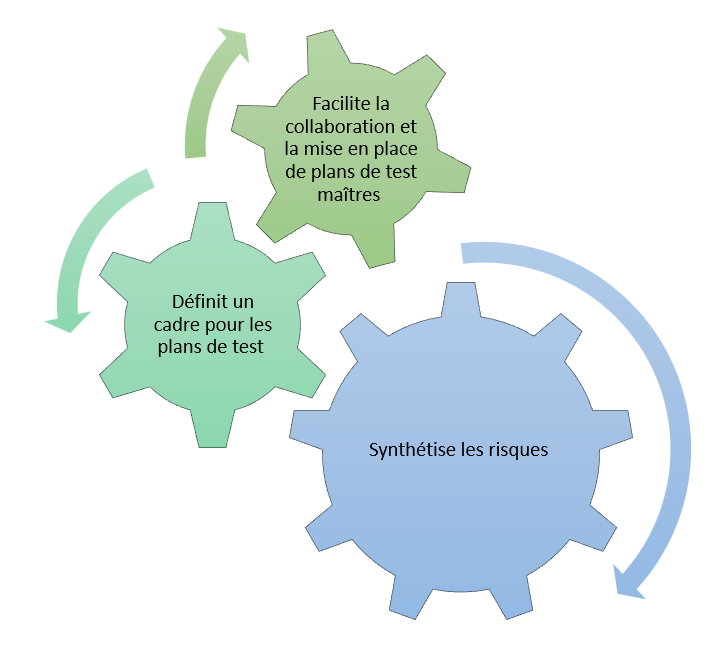 Facilite la
collaboration et
la mise en place
de plans de test
maîtres
Définit un
cadre pour les
plans de test
Synthétise les risques